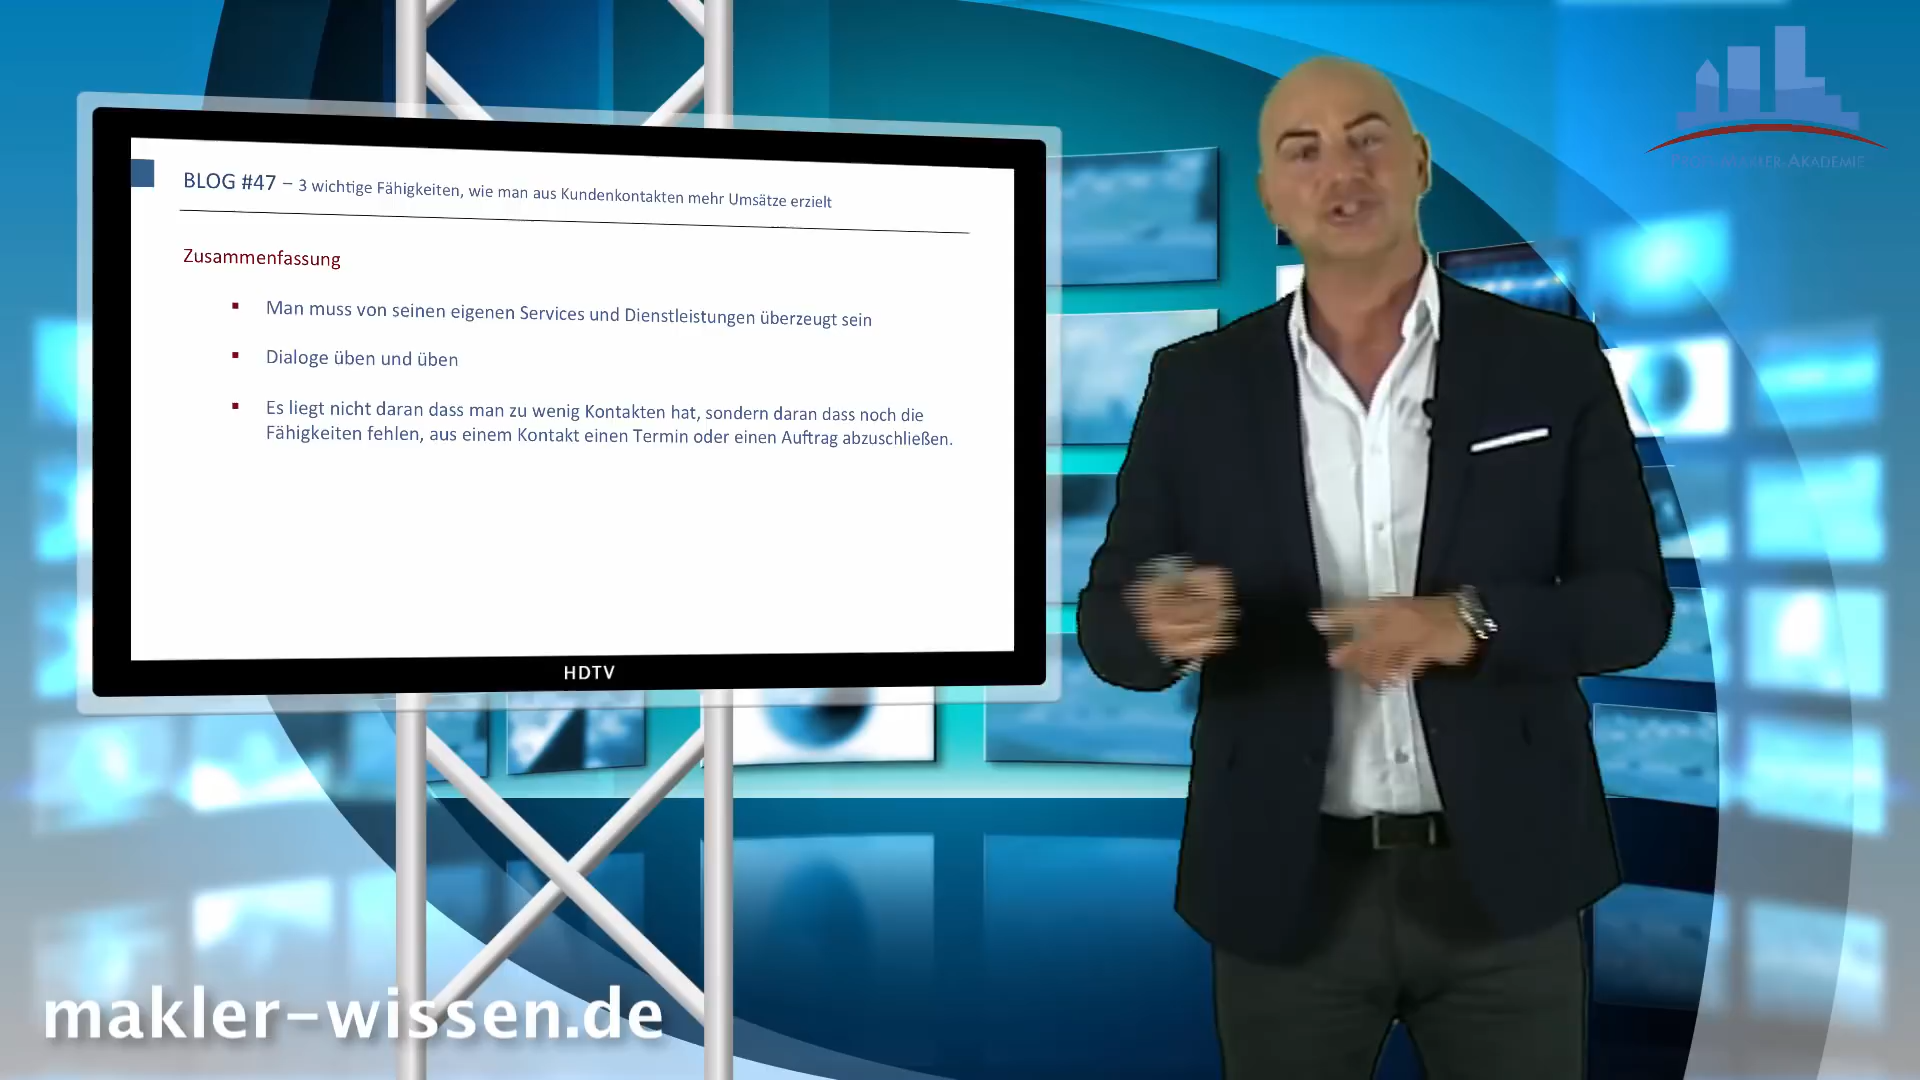 PROFI-MAKLER-AKADEMIE
BLOG #47 – 3 wichtige Fähigkeiten, wie man aus Kundenkontakten mehr Umsätze erzielt
Zusammenfassung
▪ Man muss von seinen eigenen Services und Dienstleistungen überzeugt sein
▪ Dialoge üben und üben
▪ Es liegt nicht daran dass man zu wenig Kontakten hat, sondern daran dass noch die
Fähigkeiten fehlen, aus einem Kontakt einen Termin oder einen Auftrag abzuschließen.
HDTV
makler-wissen.de